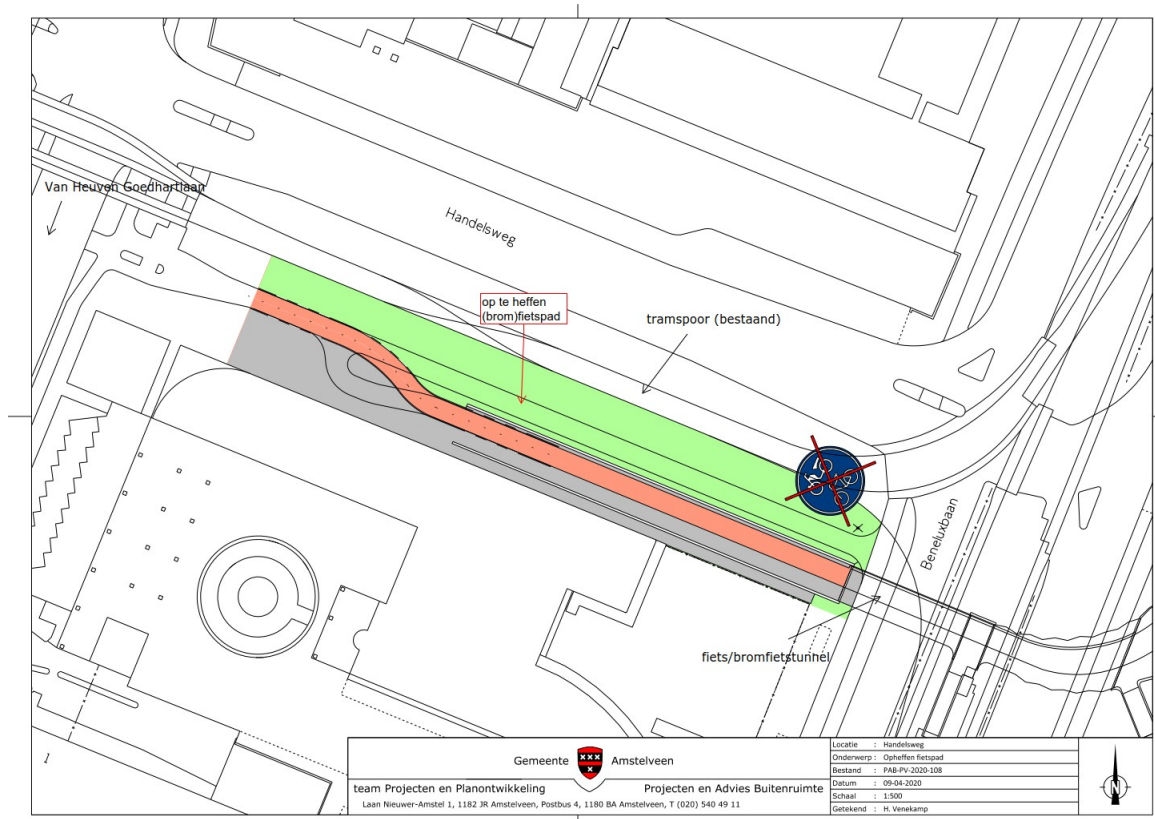 Van Heuven Goedhartlaan
Handelsweg
op te heffen
(brom)fietspad
tramspoor (bestaand)
Beneluxbaan
fiets/bromfietstunnel
1
Gemeente Amstelveen
team Projecten en Planontwikkeling
Projecten en Advies Buitenruimte
Laan Nieuwer-Amstel 1, 1182 JR Amstelveen, Postbus 4, 1180 BA Amstelveen, T (020) 540 49 11
Locatie : Handelsweg
Onderwerp : Opheffen fietspad
Bestand : PAB-PV-2020-108
Datum : 09-04-2020
Schaal : 1:500
Getekend : H. Venekamp
N